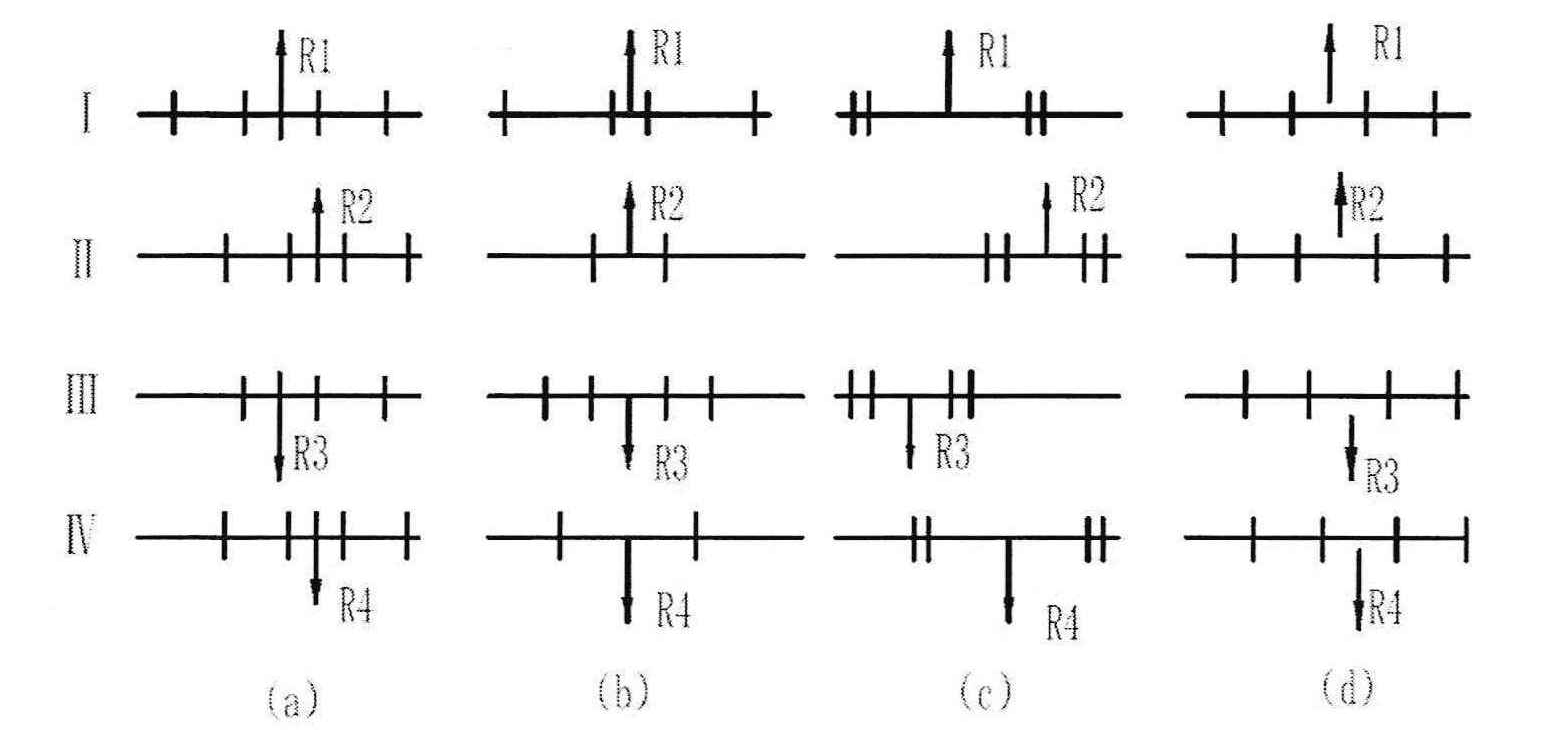 I R1 R1 R1 R1
II R2 R2 R2 R2
III R3 R3 R3 R3
IV R4 R4 R4 R4
(a) (b) (c) (d)